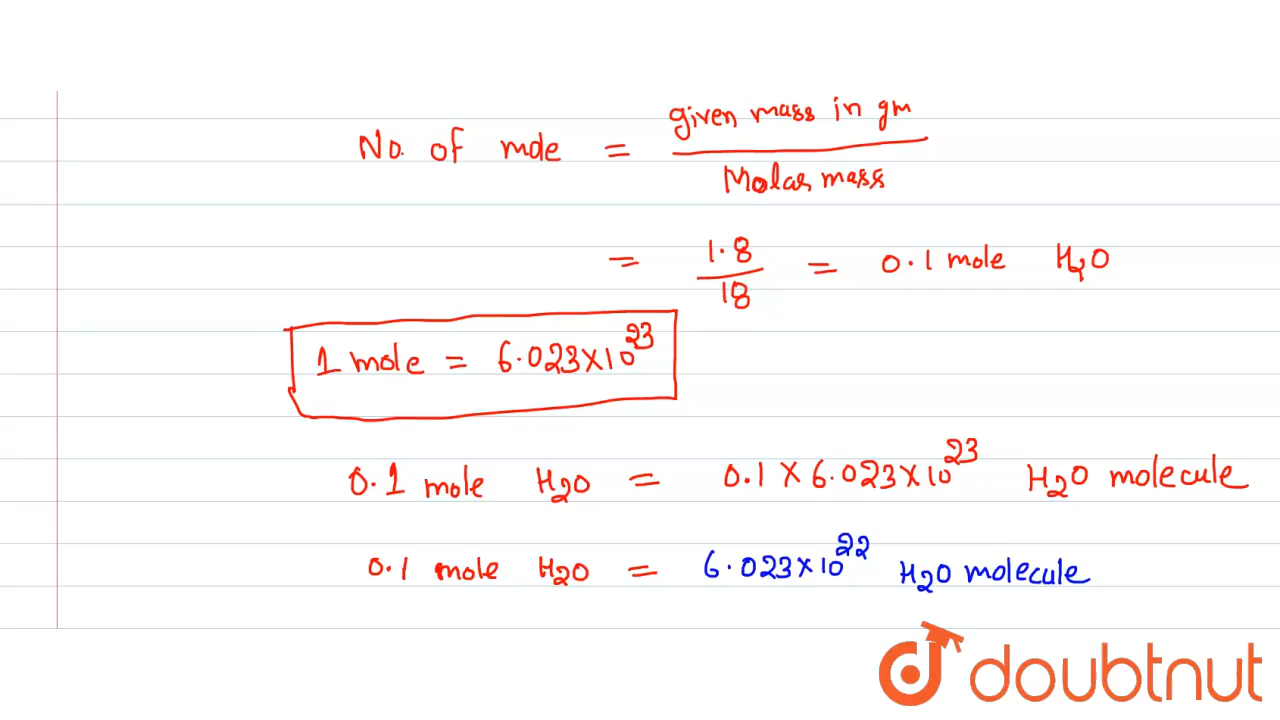 No. of mole = given mass in gm / Molar mass
= 1.8 / 18 = 0.1 mole H2O
1 mole = 6.023×10^23
0.1 mole H2O = 0.1 × 6.023×10^23 H2O molecule
0.1 mole H2O = 6.023×10^22 H2O molecule
doubtnut